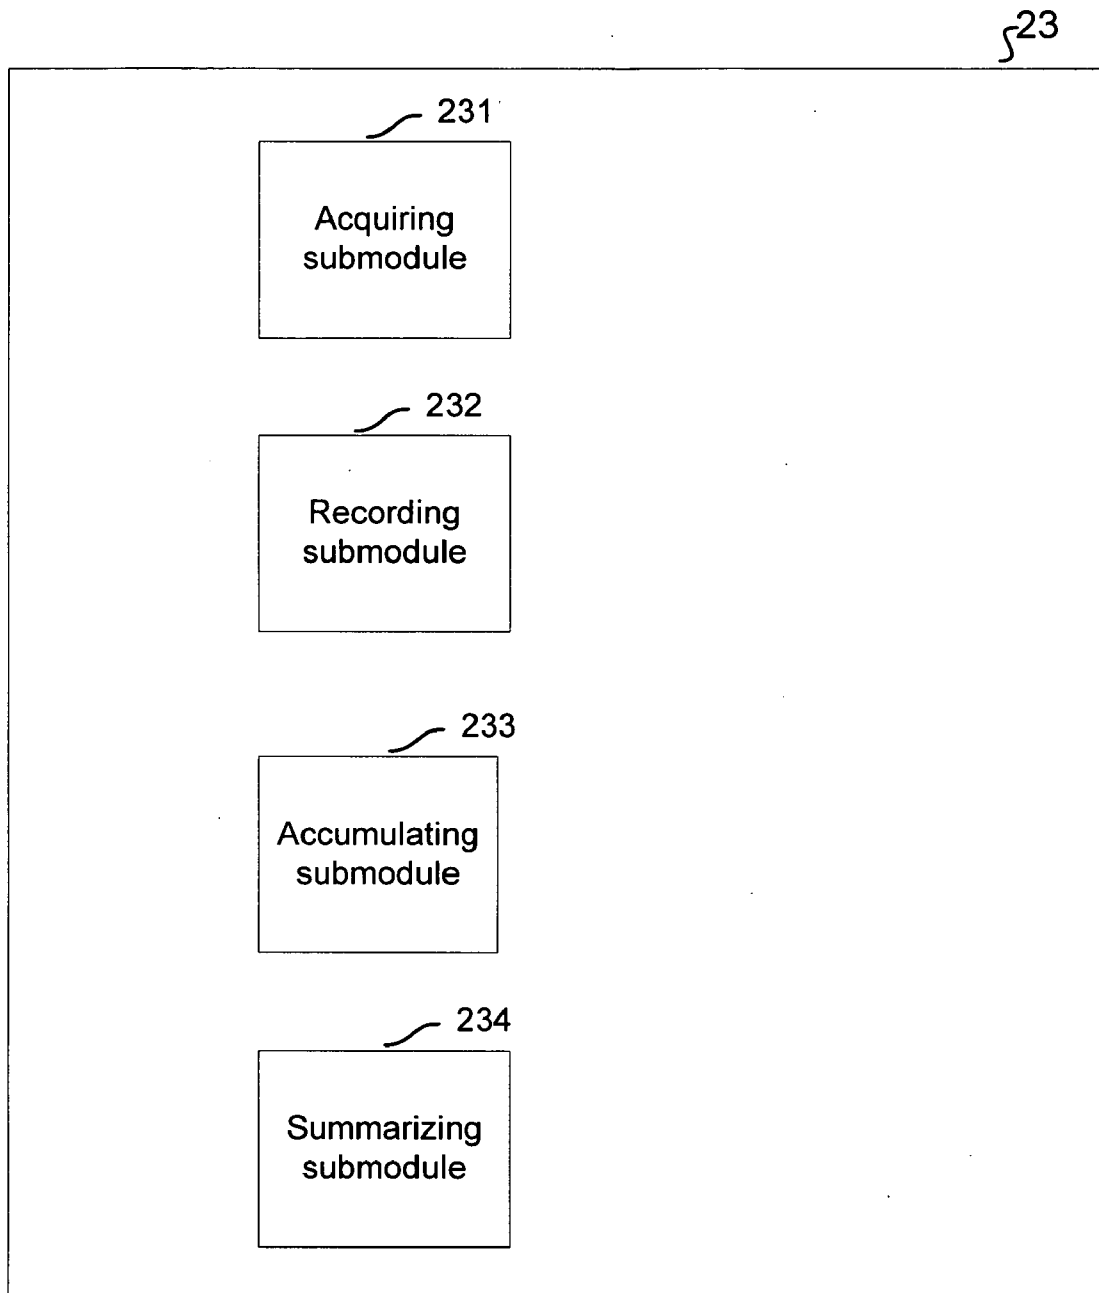 23
231
Acquiring
submodule
232
Recording
submodule
233
Accumulating
submodule
234
Summarizing
submodule